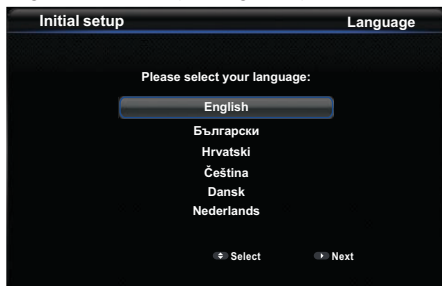 Initial setup
Language
Please select your language:
English
Български
Hrvatski
Čeština
Dansk
Nederlands
Select
Next